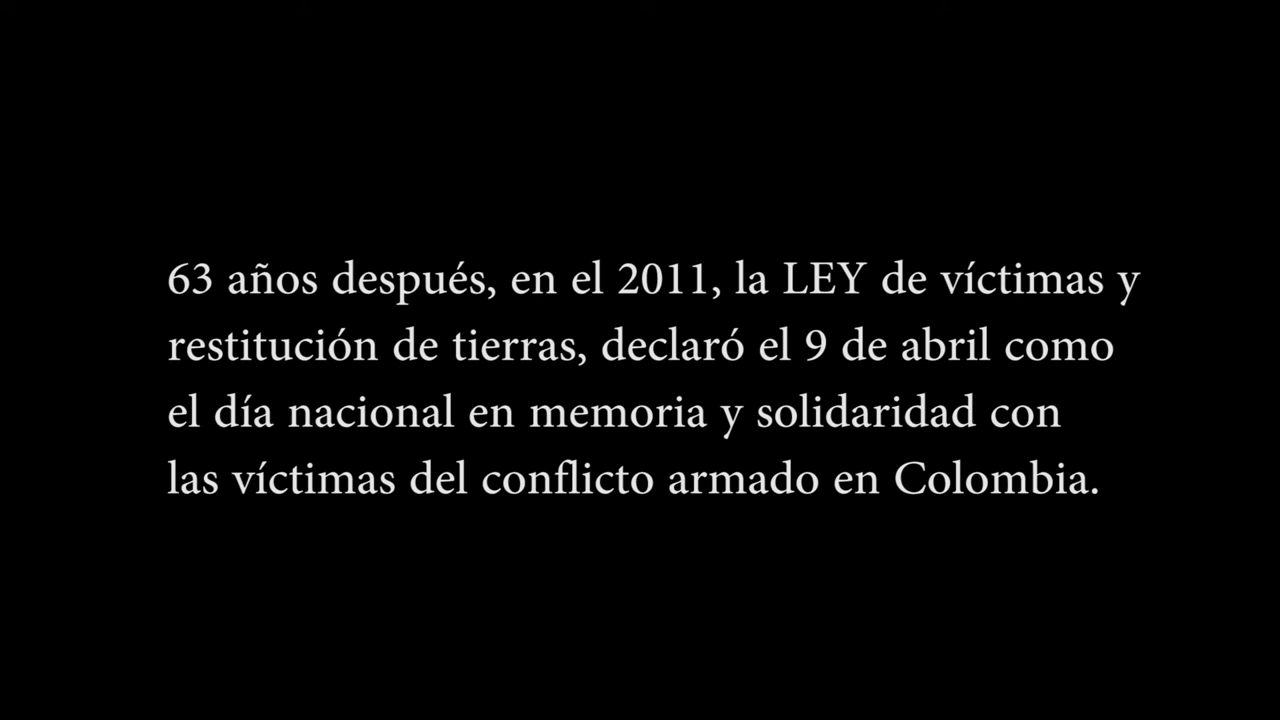 63 años después, en el 2011, la LEY de víctimas y
restitución de tierras, declaró el 9 de abril como
el día nacional en memoria y solidaridad con
las víctimas del conflicto armado en Colombia.